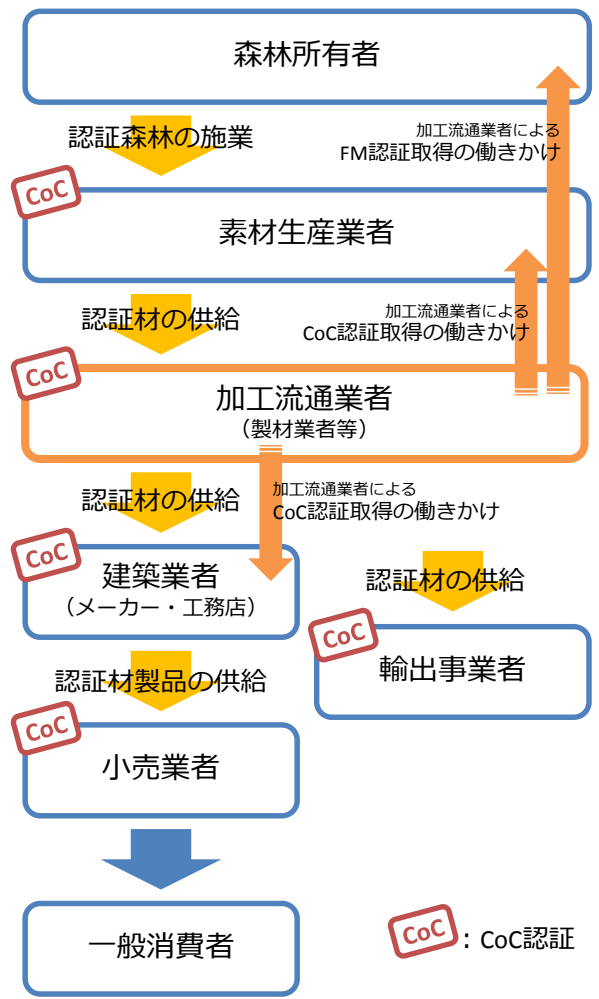 森林所有者
認証森林の施業
加工流通業者による
FM認証取得の働きかけ
CoC
素材生産業者
認証材の供給
加工流通業者による
CoC認証取得の働きかけ
CoC
加工流通業者
（製材業者等）
認証材の供給
加工流通業者による
CoC認証取得の働きかけ
CoC
建築業者
（メーカー・工務店）
認証材の供給
CoC
輸出事業者
認証材製品の供給
CoC
小売業者
一般消費者
CoC
：CoC認証